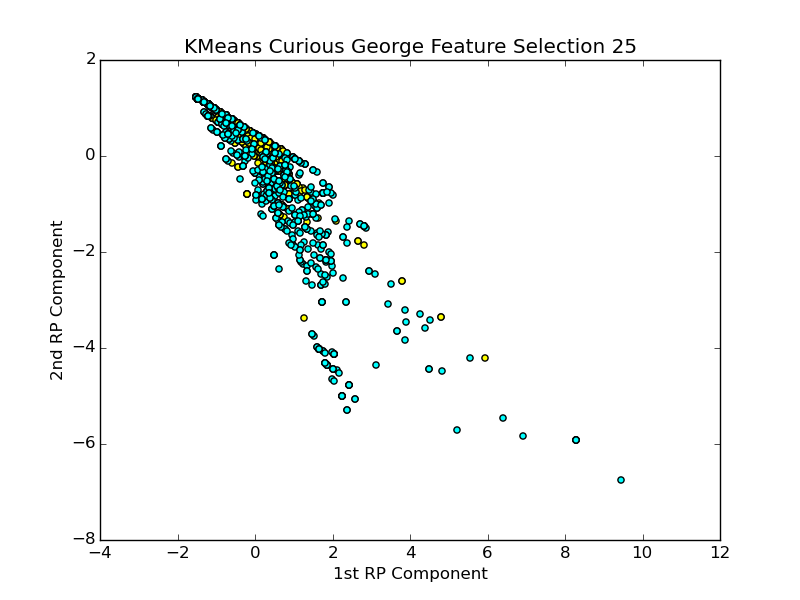 KMeans Curious George Feature Selection 25
2
0
−2
−4
−6
−8
2nd RP Component
−4 −2 0 2 4 6 8 10 12
1st RP Component